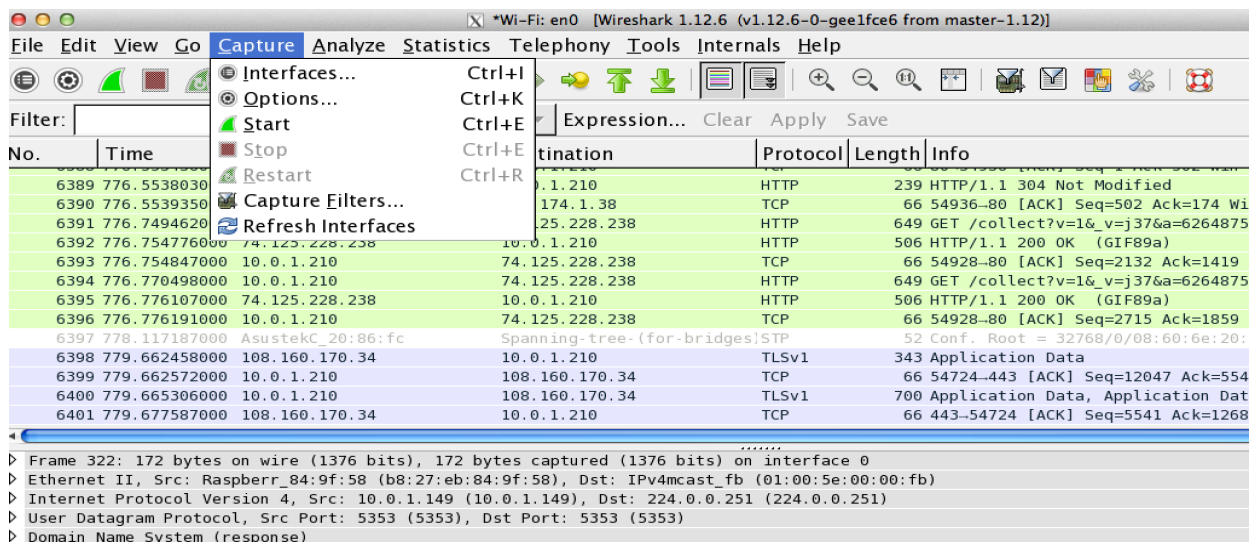 *Wi-Fi: en0 [Wireshark 1.12.6 (v1.12.6-0-gee1fce6 from master-1.12)]
File Edit View Go Capture Analyze Statistics Telephony Tools Internals Help
Interfaces... Ctrl+I
Options... Ctrl+K
Start Ctrl+E
Stop Ctrl+E
Restart Ctrl+R
Capture Filters...
Refresh Interfaces
Filter: Expression... Clear Apply Save
No. Time tination Protocol Length Info
6389 776.5538030 .1.210 HTTP 239 HTTP/1.1 304 Not Modified
6390 776.5539350 174.1.38 TCP 66 54936→80 [ACK] Seq=502 Ack=174 Wi
6391 776.7494620 25.228.238 HTTP 649 GET /collect?v=1&_v=j37&a=6264875
6392 776.754776000 74.125.228.238 10.0.1.210 HTTP 506 HTTP/1.1 200 OK (GIF89a)
6393 776.754847000 10.0.1.210 74.125.228.238 TCP 66 54928→80 [ACK] Seq=2132 Ack=1419
6394 776.770498000 10.0.1.210 74.125.228.238 HTTP 649 GET /collect?v=1&_v=j37&a=6264875
6395 776.776107000 74.125.228.238 10.0.1.210 HTTP 506 HTTP/1.1 200 OK (GIF89a)
6396 776.776191000 10.0.1.210 74.125.228.238 TCP 66 54928→80 [ACK] Seq=2715 Ack=1859
6397 778.117187000 AsustekC_20:86:fc Spanning-tree-(for-bridges) STP 52 Conf. Root = 32768/0/08:60:6e:20:
6398 779.662458000 108.160.170.34 10.0.1.210 TLSv1 343 Application Data
6399 779.662572000 10.0.1.210 108.160.170.34 TCP 66 54724→443 [ACK] Seq=12047 Ack=554
6400 779.665306000 10.0.1.210 108.160.170.34 TLSv1 700 Application Data, Application Dat
6401 779.677587000 108.160.170.34 10.0.1.210 TCP 66 443→54724 [ACK] Seq=5541 Ack=1268
Frame 322: 172 bytes on wire (1376 bits), 172 bytes captured (1376 bits) on interface 0
Ethernet II, Src: Raspberr_84:9f:58 (b8:27:eb:84:9f:58), Dst: IPv4mcast_fb (01:00:5e:00:00:fb)
Internet Protocol Version 4, Src: 10.0.1.149 (10.0.1.149), Dst: 224.0.0.251 (224.0.0.251)
User Datagram Protocol, Src Port: 5353 (5353), Dst Port: 5353 (5353)
Domain Name System (response)